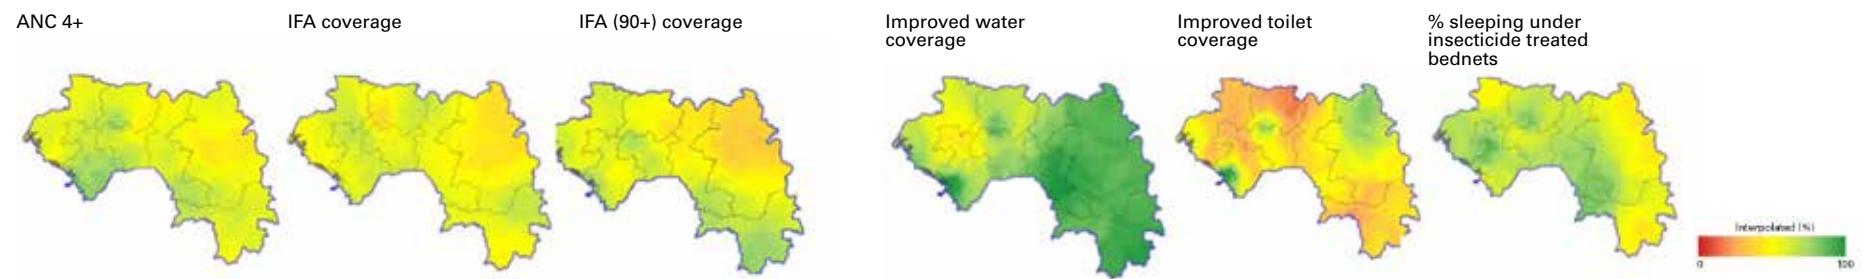 ANC 4+
IFA coverage
IFA (90+) coverage
Improved water
coverage
Improved toilet
coverage
% sleeping under
insecticide treated
bednets
Interpolated (%)
0 100